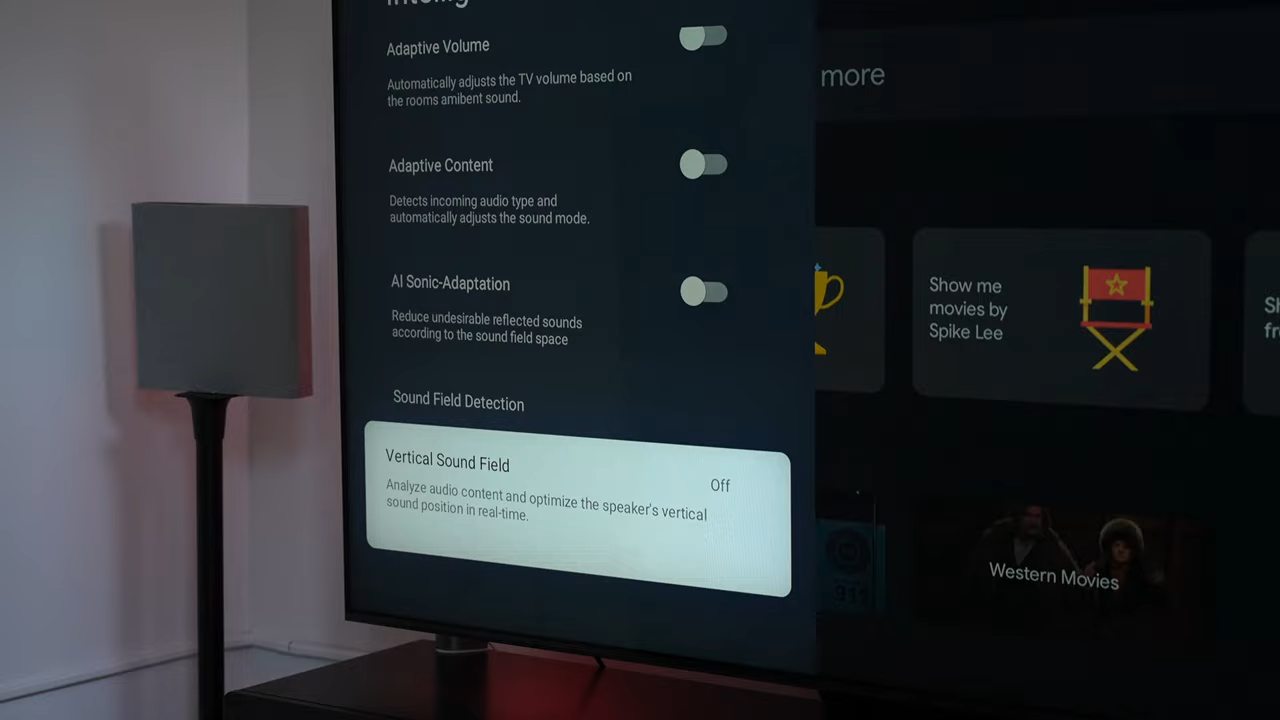 Adaptive Volume
Automatically adjusts the TV volume based on
the rooms amibent sound.
Adaptive Content
Detects incoming audio type and
automatically adjusts the sound mode.
AI Sonic-Adaptation
Reduce undesirable reflected sounds
according to the sound field space
Sound Field Detection
Vertical Sound Field
Off
Analyze audio content and optimize the speaker's vertical
sound position in real-time.
more
Show me
movies by
Spike Lee
Western Movies
911